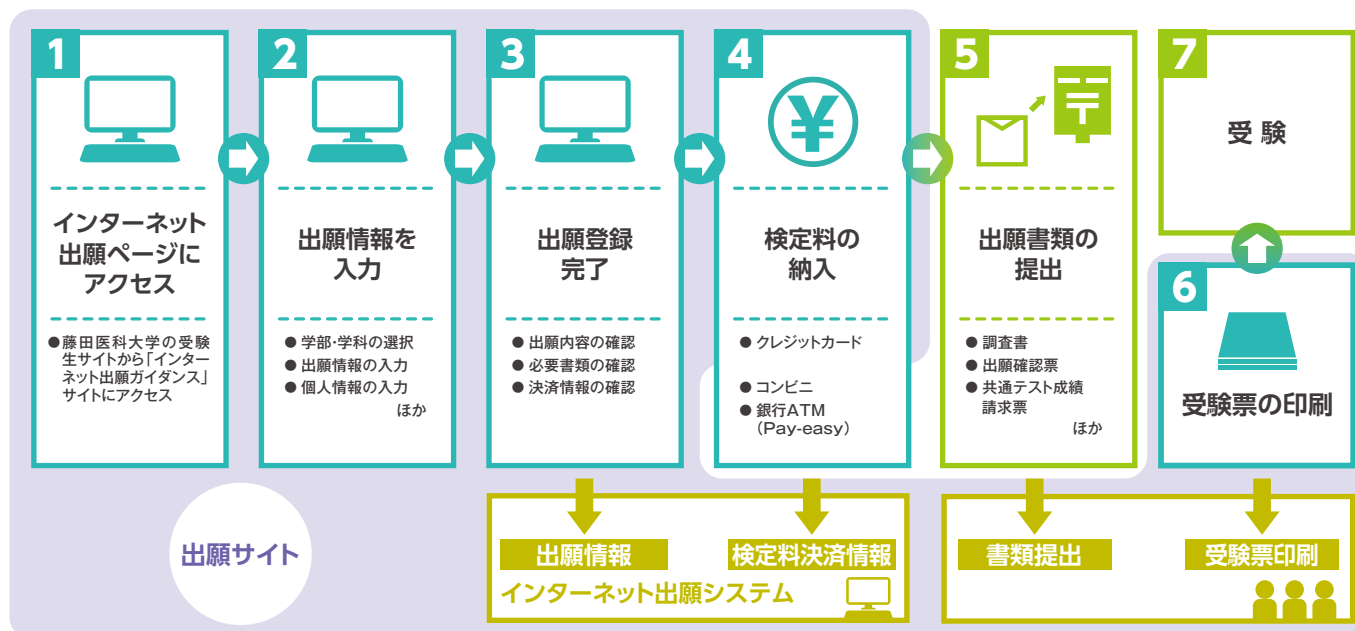 1
インターネット
出願ページに
アクセス
●藤田医科大学の受験
生サイトから「インター
ネット出願ガイダンス」
サイトにアクセス
2
出願情報を
入力
● 学部・学科の選択
● 出願情報の入力
● 個人情報の入力
ほか
3
出願登録
完了
● 出願内容の確認
● 必要書類の確認
● 決済情報の確認
4
¥
検定料の
納入
● クレジットカード
● コンビニ
● 銀行ATM
(Pay-easy)
5
〒
出願書類の
提出
● 調査書
● 出願確認票
● 共通テスト成績
請求票
ほか
7
受 験
6
受験票の印刷
出願サイト
出願情報
検定料決済情報
インターネット出願システム
書類提出
受験票印刷